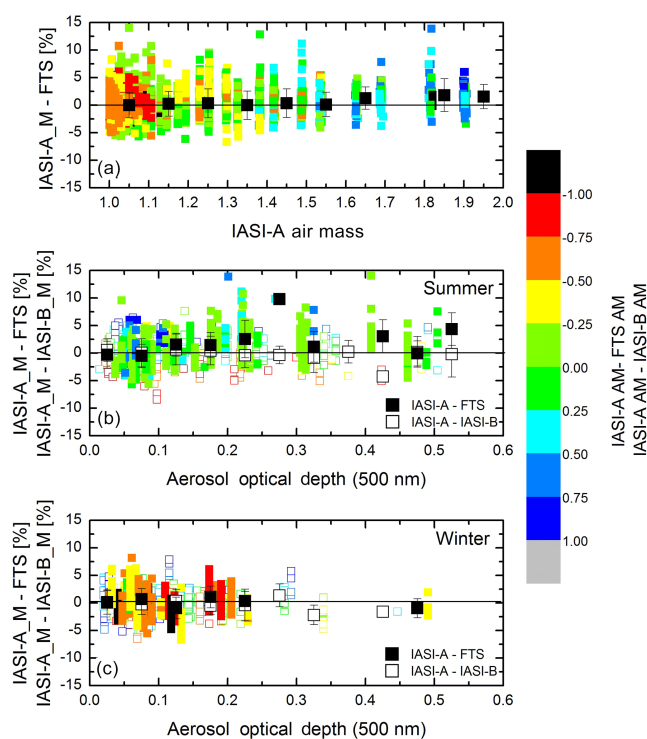 15
10
5
0
-5
-10
-15
IASI-A_M - FTS [%]
(a)
1.0 1.1 1.2 1.3 1.4 1.5 1.6 1.7 1.8 1.9 2.0
IASI-A air mass
15
10
5
0
-5
-10
-15
IASI-A_M - FTS [%]
IASI-A_M - IASI-B_M [%]
Summer
(b)
IASI-A - FTS
IASI-A - IASI-B
0.0 0.1 0.2 0.3 0.4 0.5 0.6
Aerosol optical depth (500 nm)
15
10
5
0
-5
-10
-15
IASI-A_M - FTS [%]
IASI-A_M - IASI-B_M [%]
Winter
(c)
IASI-A - FTS
IASI-A - IASI-B
0.0 0.1 0.2 0.3 0.4 0.5 0.6
Aerosol optical depth (500 nm)
-1.00
-0.75
-0.50
-0.25
0.00
0.25
0.50
0.75
1.00
IASI-A AM- FTS AM
IASI-A AM - IASI-B AM